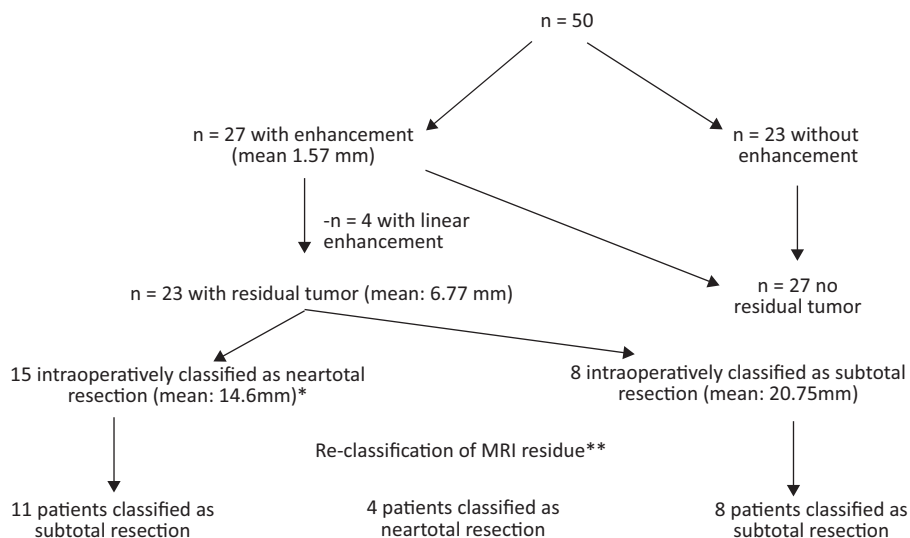 n = 50
n = 27 with enhancement
(mean 1.57 mm)
n = 23 without
enhancement
-n = 4 with linear
enhancement
n = 23 with residual tumor (mean: 6.77 mm)
n = 27 no
residual tumor
15 intraoperatively classified as neartotal
resection (mean: 14.6mm)*
8 intraoperatively classified as subtotal
resection (mean: 20.75mm)
Re-classification of MRI residue**
11 patients classified as
subtotal resection
4 patients classified as
neartotal resection
8 patients classified as
subtotal resection